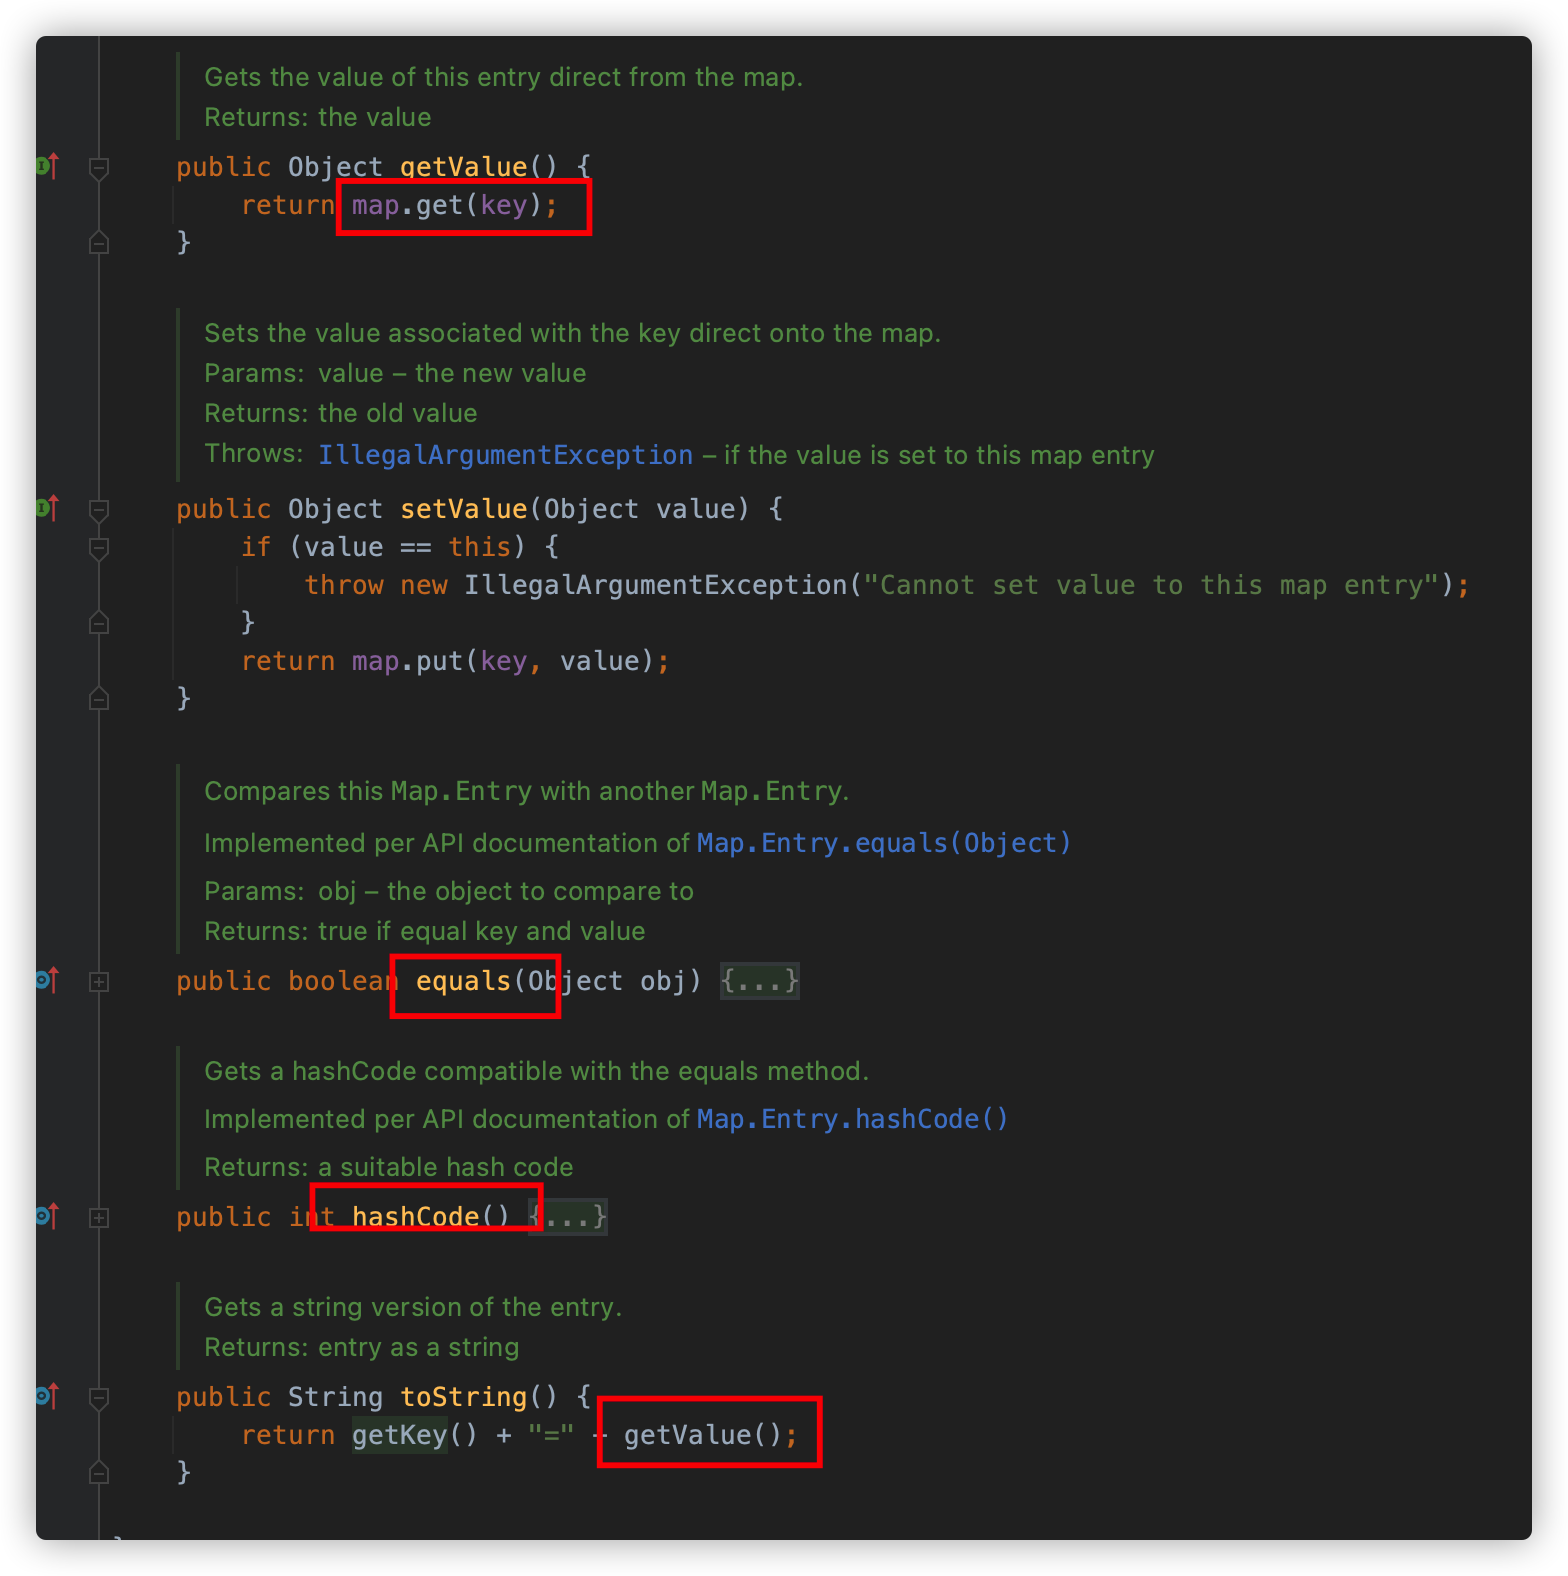 Gets the value of this entry direct from the map.
Returns: the value
public Object getValue() {
return map.get(key);
}
Sets the value associated with the key direct onto the map.
Params: value – the new value
Returns: the old value
Throws: IllegalArgumentException – if the value is set to this map entry
public Object setValue(Object value) {
if (value == this) {
throw new IllegalArgumentException("Cannot set value to this map entry");
}
return map.put(key, value);
}
Compares this Map.Entry with another Map.Entry.
Implemented per API documentation of Map.Entry.equals(Object)
Params: obj – the object to compare to
Returns: true if equal key and value
public boolean equals(Object obj) {...}
Gets a hashCode compatible with the equals method.
Implemented per API documentation of Map.Entry.hashCode()
Returns: a suitable hash code
public int hashCode() {...}
Gets a string version of the entry.
Returns: entry as a string
public String toString() {
return getKey() + "=" + getValue();
}